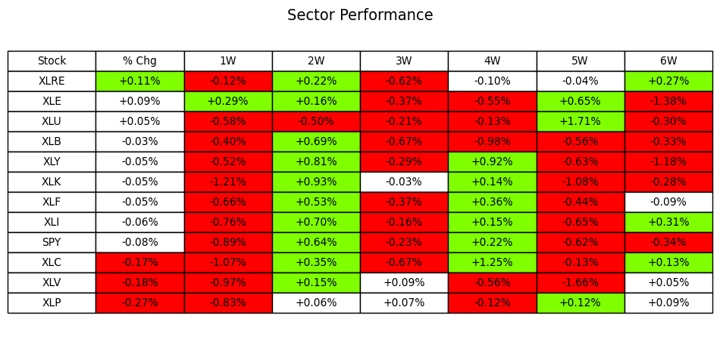 Sector Performance
Stock % Chg 1W 2W 3W 4W 5W 6W
XLRE +0.11% -0.12% +0.22% -0.62% -0.10% -0.04% +0.27%
XLE +0.09% +0.29% +0.16% -0.37% -0.55% +0.65% -1.38%
XLU +0.05% -0.58% -0.50% -0.21% -0.13% +1.71% -0.30%
XLB -0.03% -0.40% +0.69% -0.67% -0.98% -0.56% -0.33%
XLY -0.05% -0.52% +0.81% -0.29% +0.92% -0.63% -1.18%
XLK -0.05% -1.21% +0.93% -0.03% +0.14% -1.08% -0.28%
XLF -0.05% -0.66% +0.53% -0.37% +0.36% -0.44% -0.09%
XLI -0.06% -0.76% +0.70% -0.16% +0.15% -0.65% +0.31%
SPY -0.08% -0.89% +0.64% -0.23% +0.22% -0.62% -0.34%
XLC -0.17% -1.07% +0.35% -0.67% +1.25% -0.13% +0.13%
XLV -0.18% -0.97% +0.15% +0.09% -0.56% -1.66% +0.05%
XLP -0.27% -0.83% +0.06% +0.07% -0.12% +0.12% +0.09%